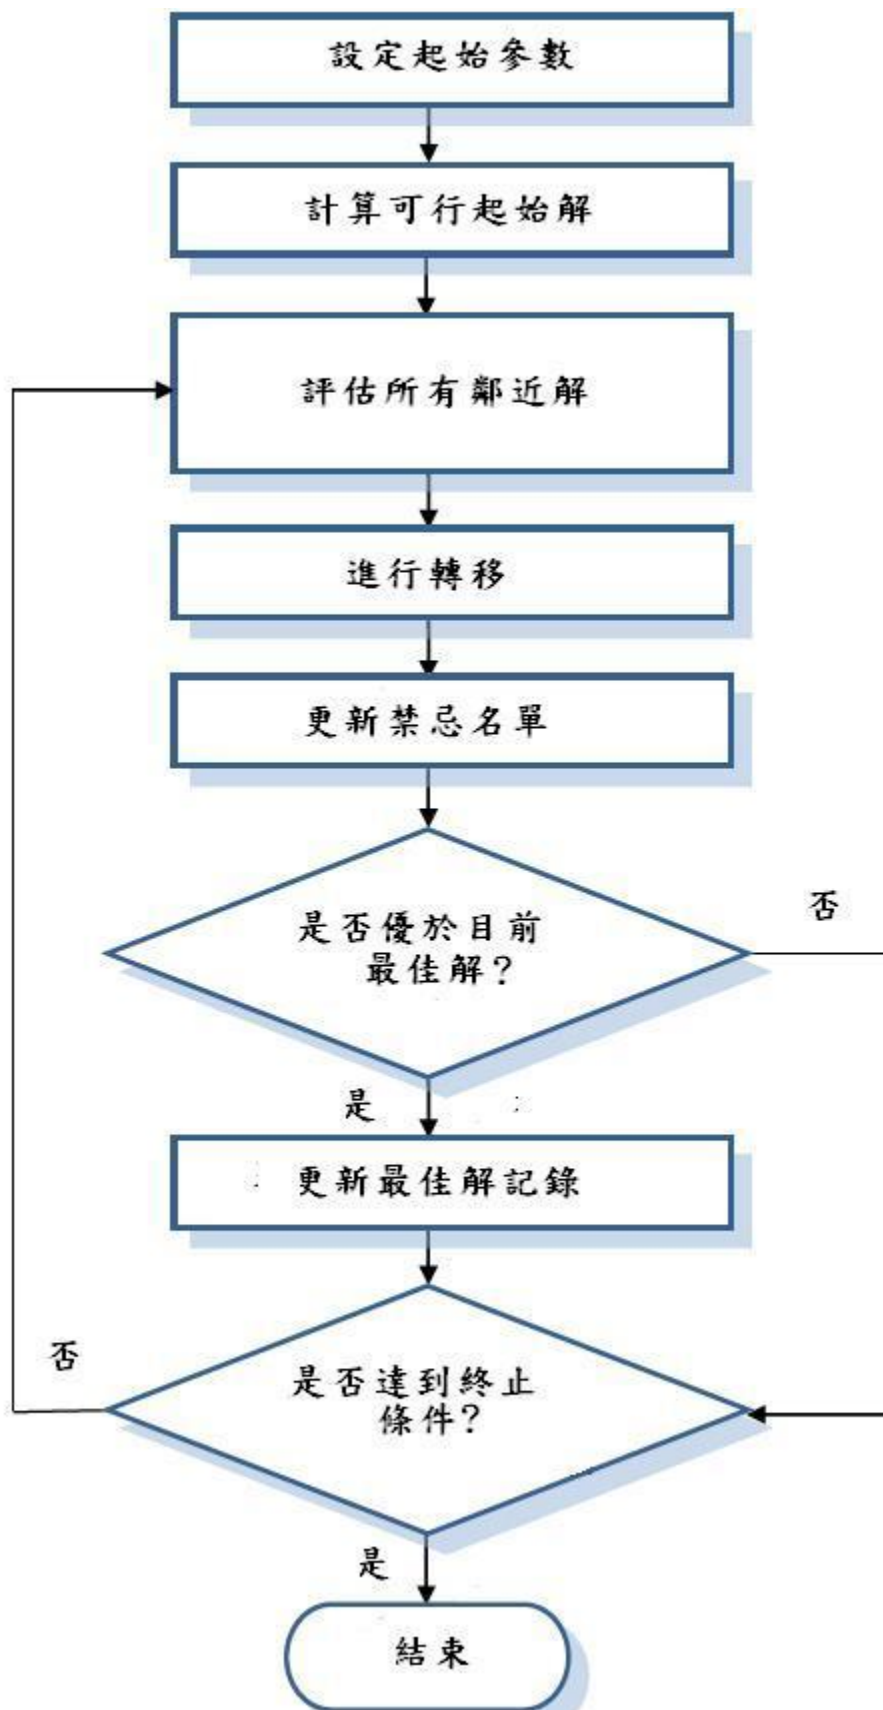 設定起始參數
計算可行起始解
評估所有鄰近解
進行轉移
更新禁忌名單
是否優於目前
最佳解?
否
是
更新最佳解記錄
否
是否達到終止
條件?
是
結束